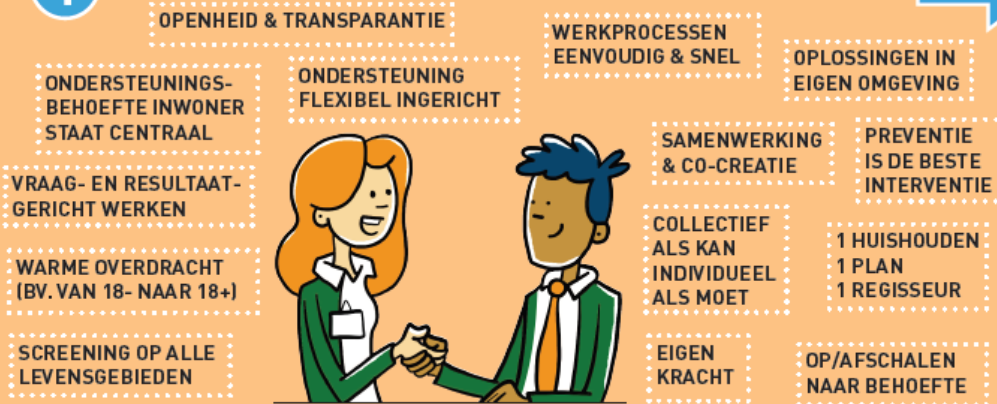 OPENHEID & TRANSPARANTIE
WERKPROCESSEN
EENVOUDIG & SNEL
OPLOSSINGEN IN
EIGEN OMGEVING
ONDERSTEUNINGS-
BEHOEFTE INWONER
STAAT CENTRAAL
ONDERSTEUNING
FLEXIBEL INGERICHT
SAMENWERKING
& CO-CREATIE
PREVENTIE
IS DE BESTE
INTERVENTIE
VRAAG- EN RESULTAAT-
GERICHT WERKEN
COLLECTIEF
ALS KAN
INDIVIDUEEL
ALS MOET
1 HUISHOUDEN
1 PLAN
1 REGISSEUR
WARME OVERDRACHT
(BV. VAN 18- NAAR 18+)
SCREENING OP ALLE
LEVENSGEBIEDEN
EIGEN
KRACHT
OP/AFSCHALEN
NAAR BEHOEFTE